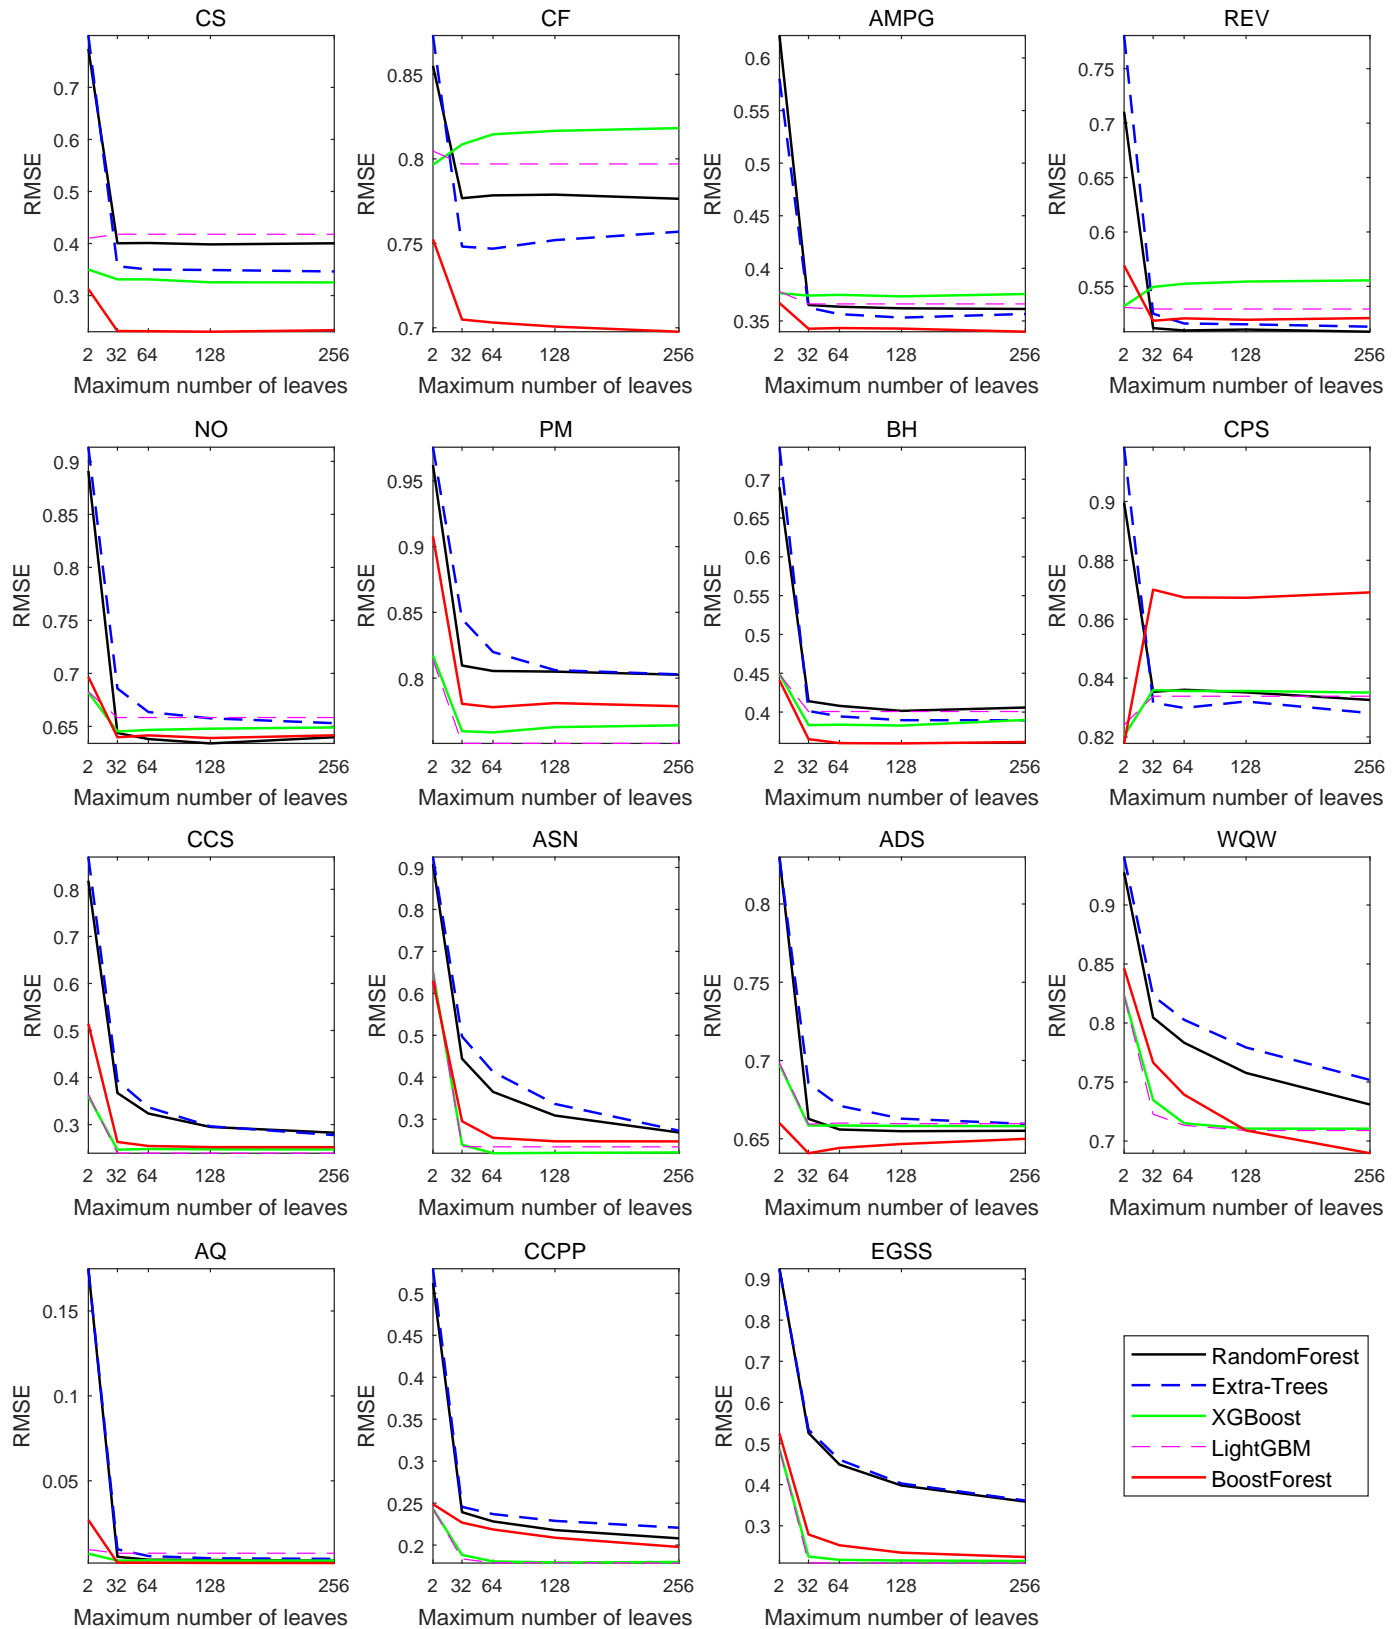 CS
CF
AMPG
REV
0.7
0.6
0.5
0.4
0.3
RMSE
2 32 64 128 256
Maximum number of leaves
0.85
0.8
0.75
0.7
RMSE
2 32 64 128 256
Maximum number of leaves
0.6
0.55
0.5
0.45
0.4
0.35
RMSE
2 32 64 128 256
Maximum number of leaves
0.75
0.7
0.65
0.6
0.55
RMSE
2 32 64 128 256
Maximum number of leaves
NO
PM
BH
CPS
0.9
0.85
0.8
0.75
0.7
0.65
RMSE
2 32 64 128 256
Maximum number of leaves
0.95
0.9
0.85
0.8
RMSE
2 32 64 128 256
Maximum number of leaves
0.7
0.65
0.6
0.55
0.5
0.45
0.4
RMSE
2 32 64 128 256
Maximum number of leaves
0.9
0.88
0.86
0.84
0.82
RMSE
2 32 64 128 256
Maximum number of leaves
CCS
ASN
ADS
WQW
0.8
0.7
0.6
0.5
0.4
0.3
RMSE
2 32 64 128 256
Maximum number of leaves
0.9
0.8
0.7
0.6
0.5
0.4
0.3
RMSE
2 32 64 128 256
Maximum number of leaves
0.8
0.75
0.7
0.65
RMSE
2 32 64 128 256
Maximum number of leaves
0.9
0.85
0.8
0.75
0.7
RMSE
2 32 64 128 256
Maximum number of leaves
AQ
CCPP
EGSS
0.15
0.1
0.05
RMSE
2 32 64 128 256
Maximum number of leaves
0.5
0.45
0.4
0.35
0.3
0.25
0.2
RMSE
2 32 64 128 256
Maximum number of leaves
0.9
0.8
0.7
0.6
0.5
0.4
0.3
RMSE
2 32 64 128 256
Maximum number of leaves
RandomForest
Extra-Trees
XGBoost
LightGBM
BoostForest